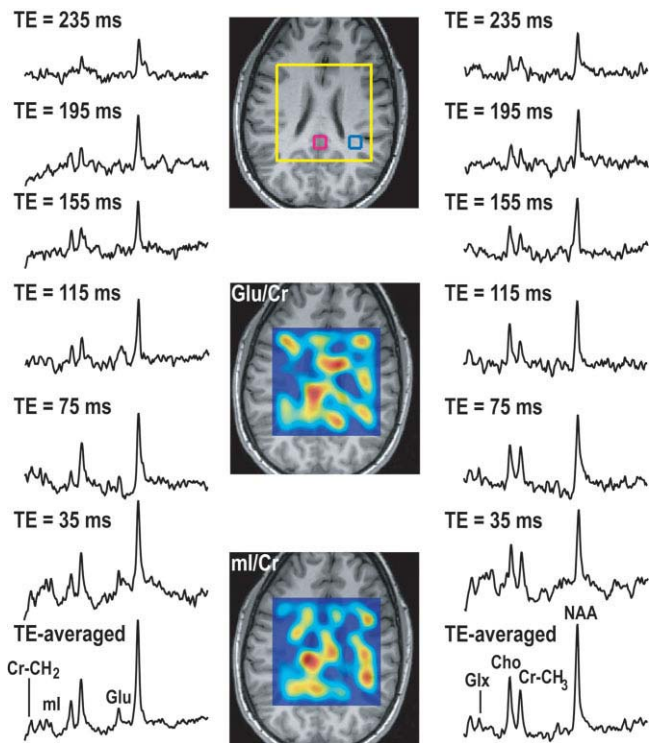 TE = 235 ms
TE = 195 ms
TE = 155 ms
TE = 115 ms
TE = 75 ms
TE = 35 ms
TE-averaged
Cr-CH2
mI
Glu
Glu/Cr
mI/Cr
TE = 235 ms
TE = 195 ms
TE = 155 ms
TE = 115 ms
TE = 75 ms
TE = 35 ms
NAA
TE-averaged
Cho
Glx
Cr-CH3